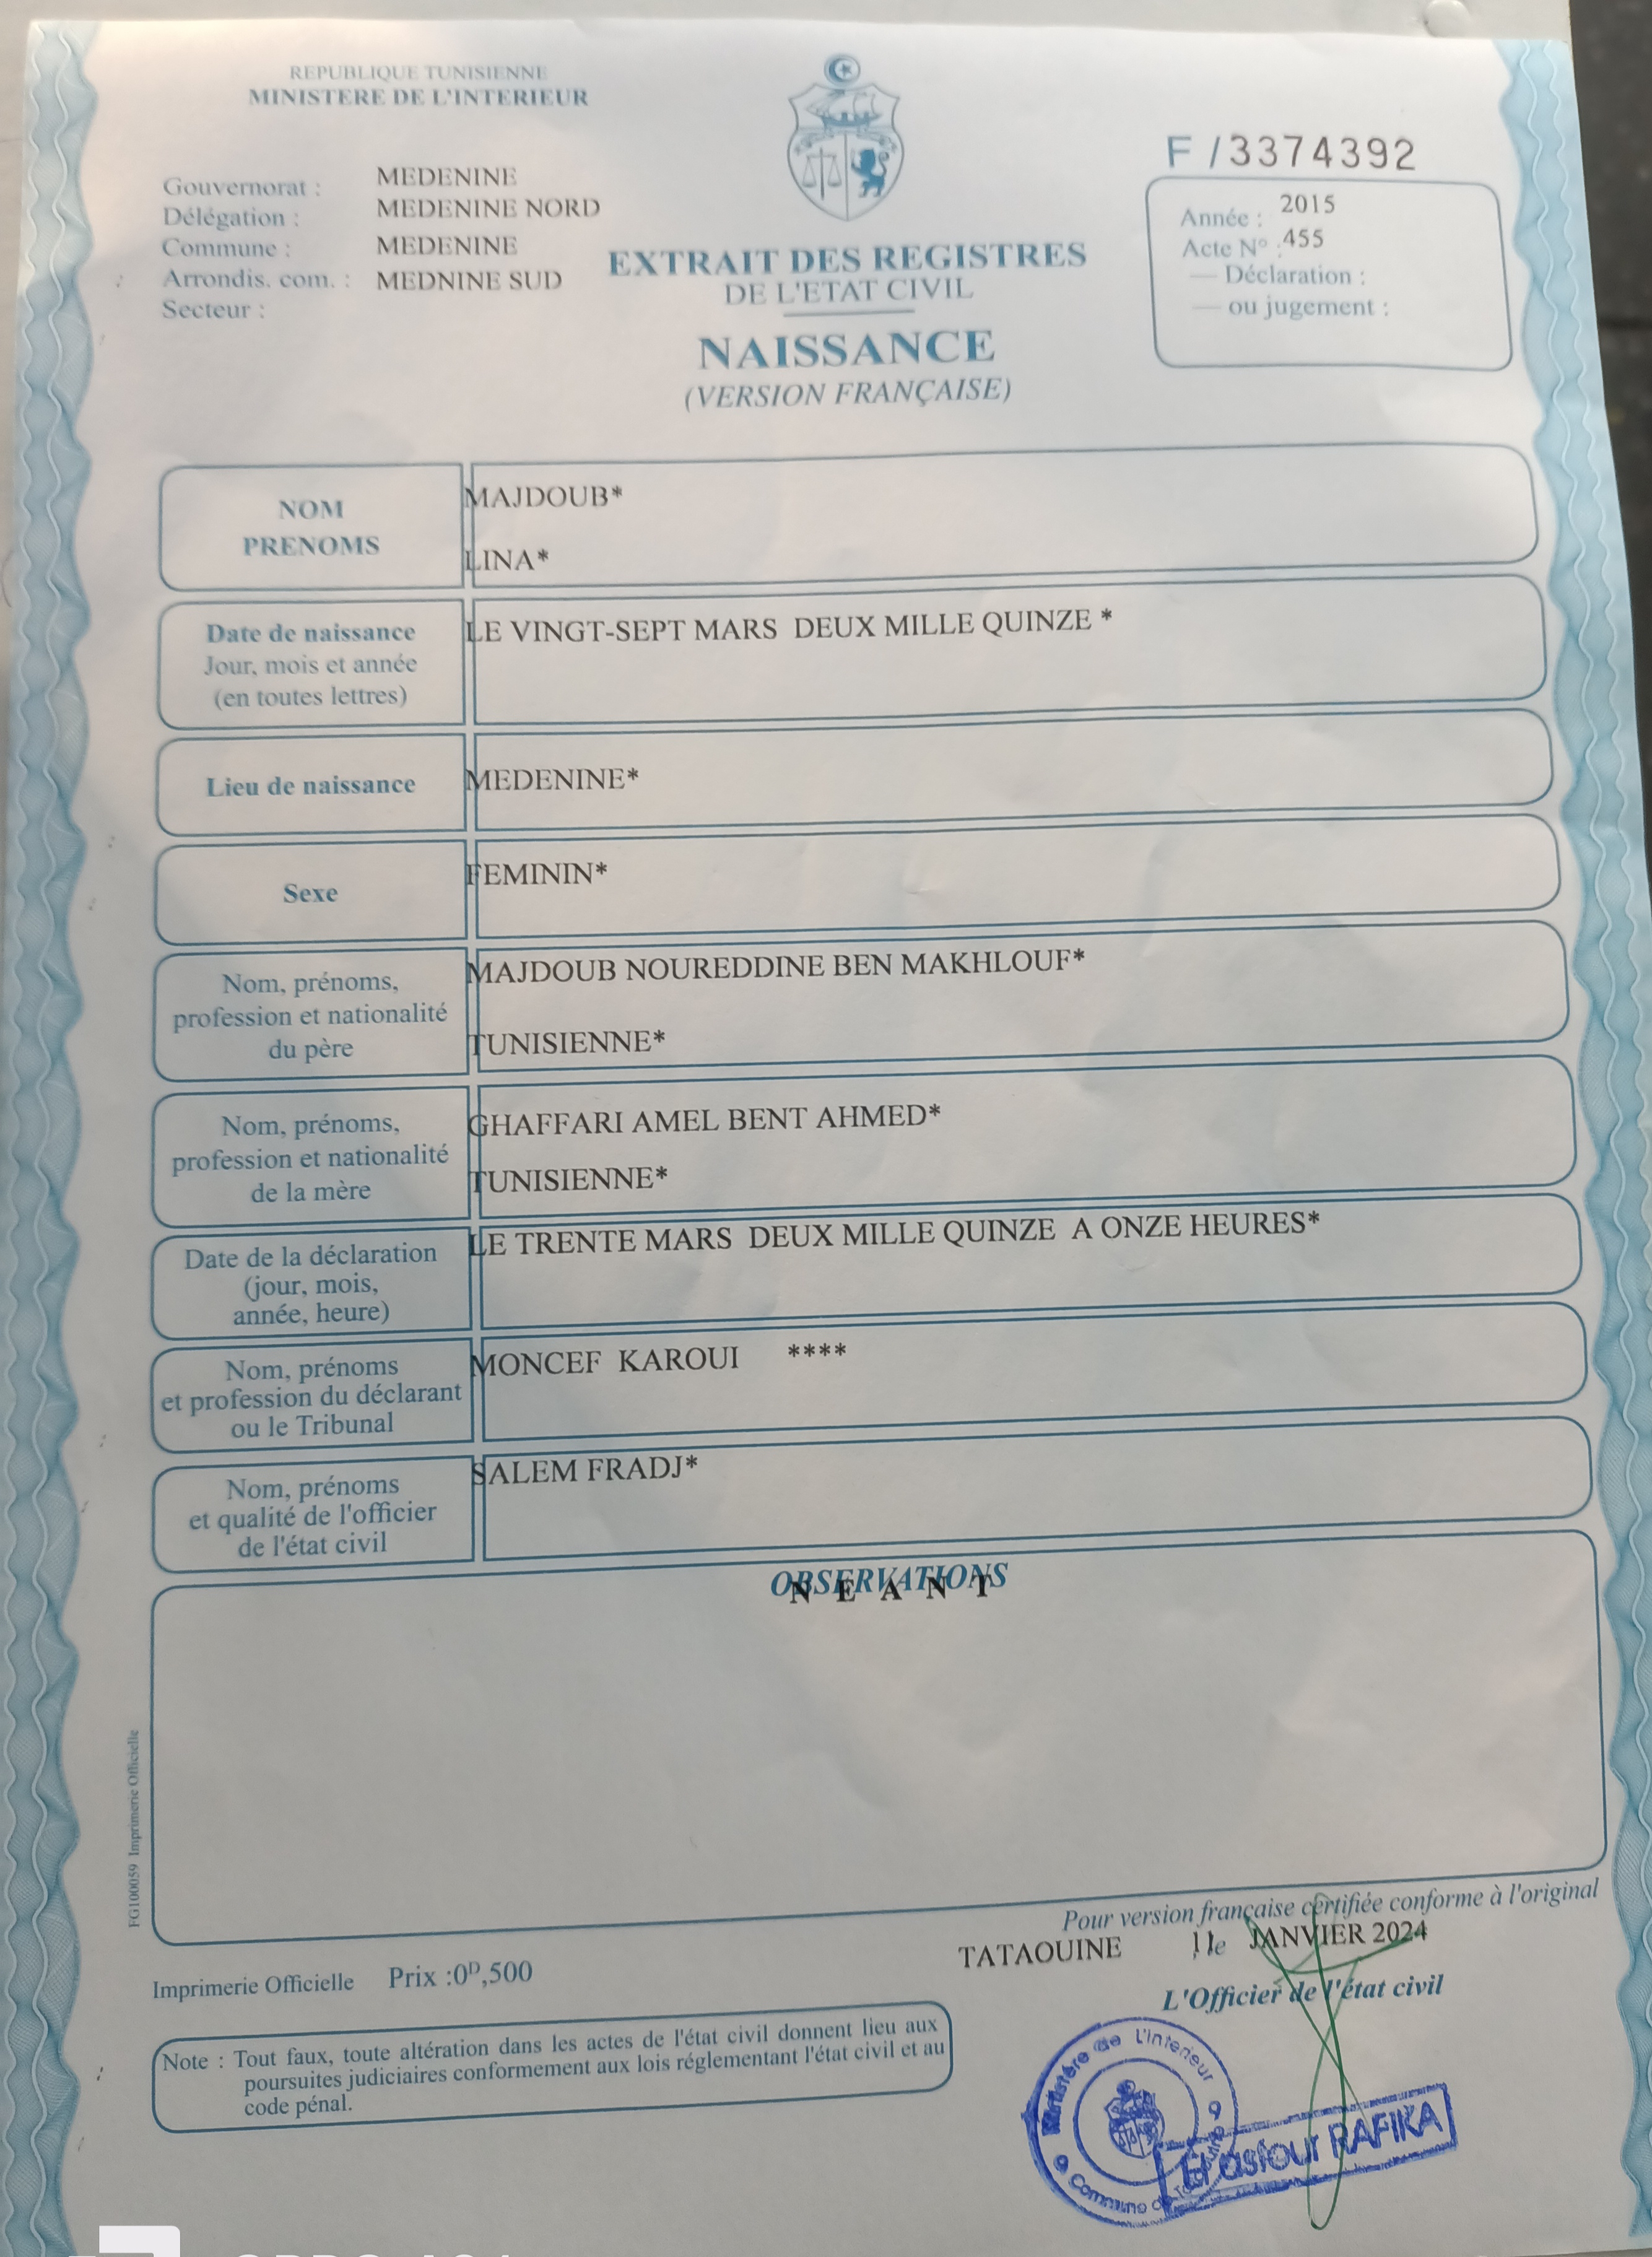 REPUBLIQUE TUNISIENNE
MINISTERE DE L'INTERIEUR
F / 3374392
Gouvernorat : MEDENINE
Délégation : MEDENINE NORD
Commune : MEDENINE
Arrondis. com. : MEDNINE SUD
Secteur :
EXTRAIT DES REGISTRES
DE L'ETAT CIVIL
NAISSANCE
(VERSION FRANÇAISE)
Année : 2015
Acte N° : 455
— Déclaration :
— ou jugement :
NOM
PRENOMS
MAJDOUB*
LINA*
Date de naissance
Jour, mois et année
(en toutes lettres)
LE VINGT-SEPT MARS DEUX MILLE QUINZE *
Lieu de naissance
MEDENINE*
Sexe
FEMININ*
Nom, prénoms,
profession et nationalité
du père
MAJDOUB NOUREDDINE BEN MAKHLOUF*
TUNISIENNE*
Nom, prénoms,
profession et nationalité
de la mère
GHAFFARI AMEL BENT AHMED*
TUNISIENNE*
Date de la déclaration
(jour, mois,
année, heure)
LE TRENTE MARS DEUX MILLE QUINZE A ONZE HEURES*
Nom, prénoms
et profession du déclarant
ou le Tribunal
MONCEF KAROUI ****
Nom, prénoms
et qualité de l'officier
de l'état civil
SALEM FRADJ*
OBSERVATIONS
N E A N T
FG100059 Imprimerie Officielle
Pour version française certifiée conforme à l'original
TATAOUINE 11 le JANVIER 2024
L'Officier de l'état civil
Imprimerie Officielle Prix :0ᴰ,500
Note : Tout faux, toute altération dans les actes de l'état civil donnent lieu aux
poursuites judiciaires conformement aux lois réglementant l'état civil et au
code pénal.
Ministére de L'Interieur
Commune de
RAFIKA